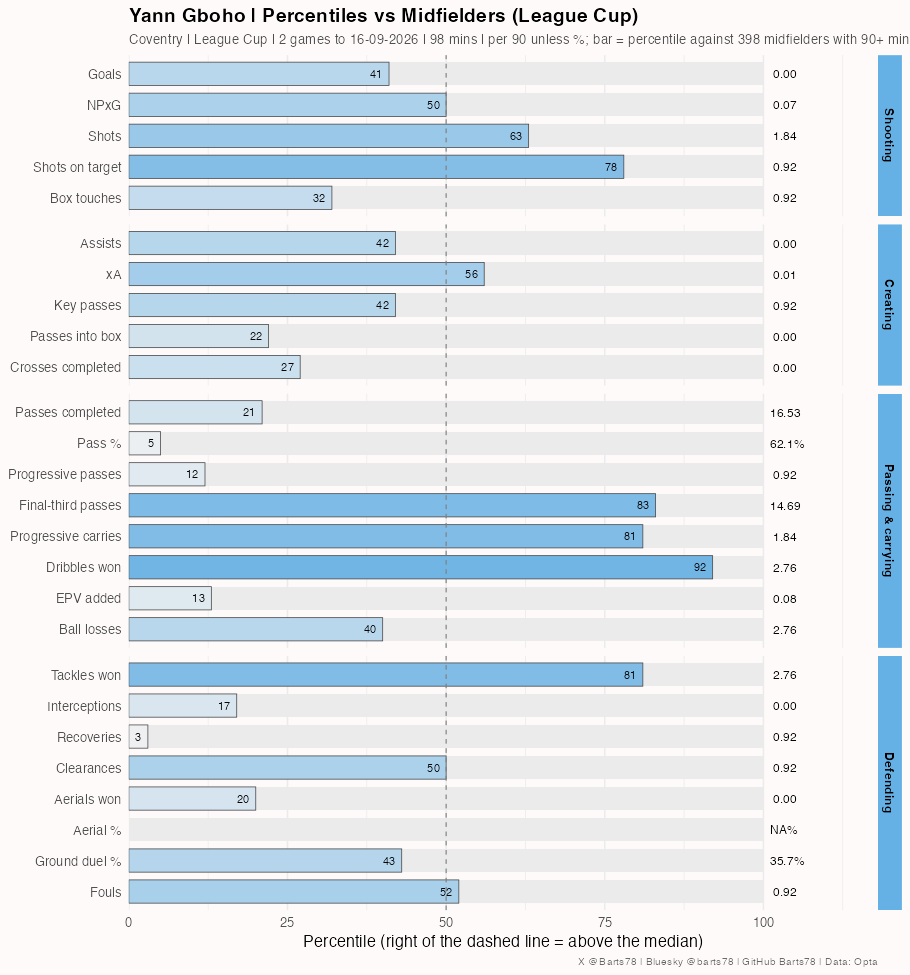 Yann Gboho | Percentiles vs Midfielders (League Cup)
Coventry | League Cup | 2 games to 16-09-2026 | 98 mins | per 90 unless %; bar = percentile against 398 midfielders with 90+ min
Goals 41 0.00
NPxG 50 0.07
Shots 63 1.84
Shots on target 78 0.92
Box touches 32 0.92
Shooting
Assists 42 0.00
xA 56 0.01
Key passes 42 0.92
Passes into box 22 0.00
Crosses completed 27 0.00
Creating
Passes completed 21 16.53
Pass % 5 62.1%
Progressive passes 12 0.92
Final-third passes 83 14.69
Progressive carries 81 1.84
Dribbles won 92 2.76
EPV added 13 0.08
Ball losses 40 2.76
Passing & carrying
Tackles won 81 2.76
Interceptions 17 0.00
Recoveries 3 0.92
Clearances 50 0.92
Aerials won 20 0.00
Aerial % NA%
Ground duel % 43 35.7%
Fouls 52 0.92
Defending
0 25 50 75 100
Percentile (right of the dashed line = above the median)
X @Barts78 | Bluesky @barts78 | GitHub Barts78 | Data: Opta